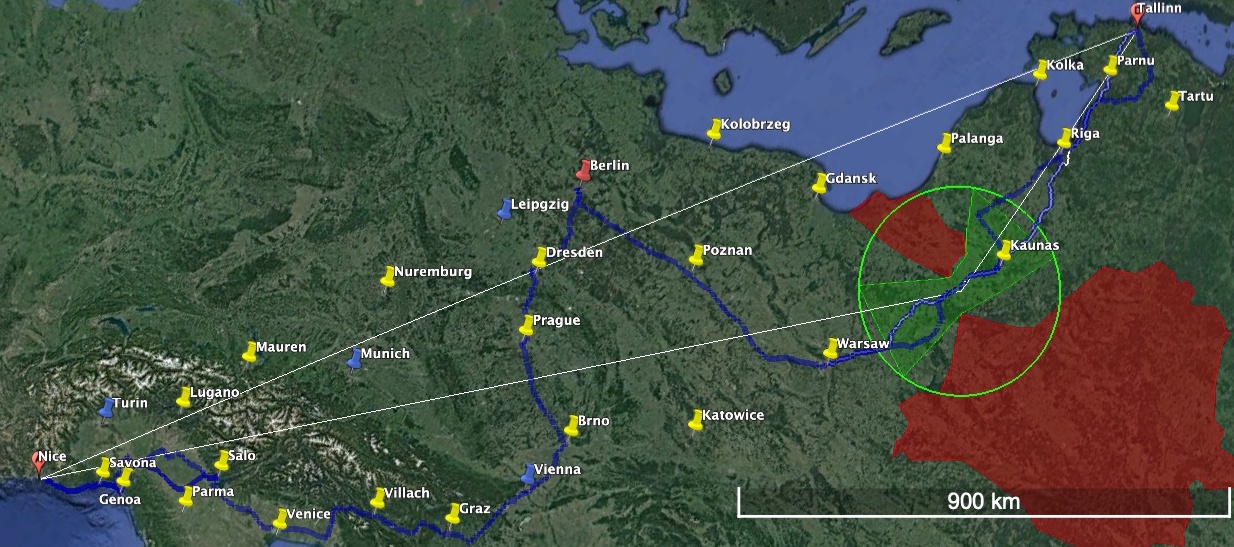 Tallinn
Kolka
Parnu
Tartu
Kolobrzeg
Palanga
Riga
Berlin
Gdansk
Leipgzig
Dresden
Poznan
Kaunas
Nuremburg
Prague
Mauren
Munich
Warsaw
Turin
Lugano
Brno
Katowice
Nice
Savona
Salo
Vienna
Genoa
Parma
Villach
Venice
Graz
900 km